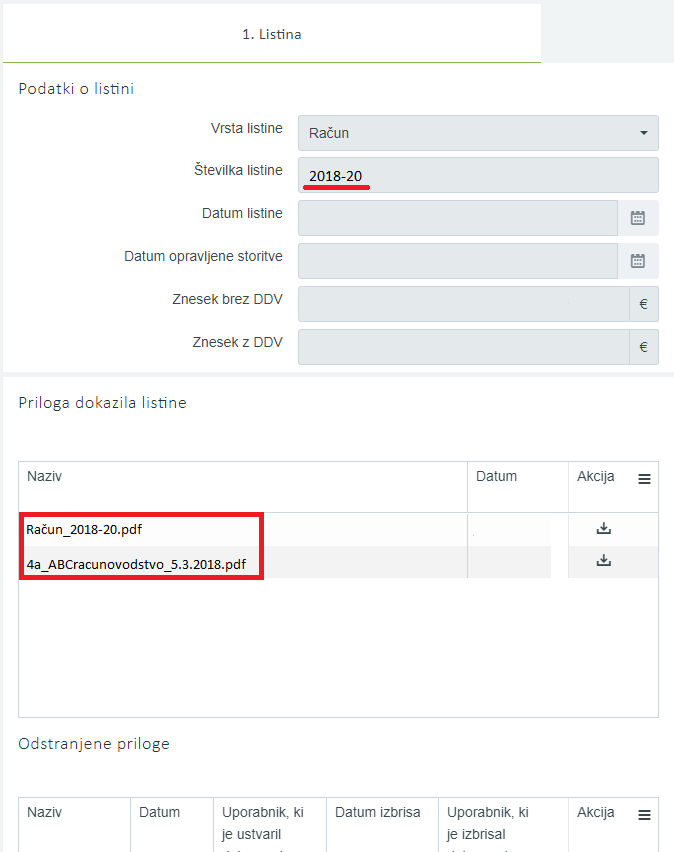 1. Listina
Podatki o listini
Vrsta listine
Račun
Številka listine
2018-20
Datum listine
Datum opravljene storitve
Znesek brez DDV
€
Znesek z DDV
€
Priloga dokazila listine
Naziv Datum Akcija
Račun_2018-20.pdf
4a_ABCracunovodstvo_5.3.2018.pdf
Odstranjene priloge
Naziv Datum Uporabnik, ki Datum izbrisa Uporabnik, ki Akcija
je ustvaril je izbrisal